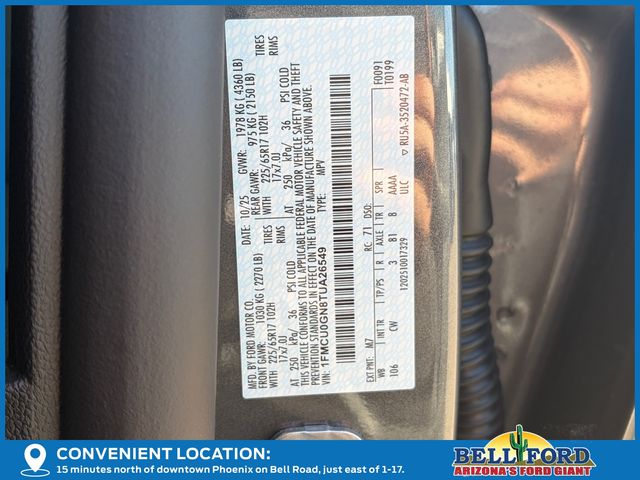 MFD. BY FORD MOTOR CO.
DATE: 10/25 GVWR: 1978 KG ( 4360 LB)
FRONT GAWR: 1030 KG ( 2270 LB) REAR GAWR: 975 KG ( 2150 LB)
WITH 225/65R17 102H WITH 225/65R17 102H TIRES
17x7.0J 17x7.0J RIMS
AT 250 kPa/ 36 PSI COLD AT 250 kPa/ 36 PSI COLD
THIS VEHICLE CONFORMS TO ALL APPLICABLE FEDERAL MOTOR VEHICLE SAFETY AND THEFT
PREVENTION STANDARDS IN EFFECT ON THE DATE OF MANUFACTURE SHOWN ABOVE.
VIN: 1FMCU0GN8TUA26549
TYPE: MPV
F0091
T0199
EXT PNT: M7 RC: 71 DSO:
WB INT TR TP/PS R AXLE TR SPR
106 CW 3 B1 8 AAAA
ULC
▽ RU5A-3520472-AB
1202510017329
CONVENIENT LOCATION:
15 minutes north of downtown Phoenix on Bell Road, just east of 1-17.
BELL FORD
ARIZONA'S FORD GIANT